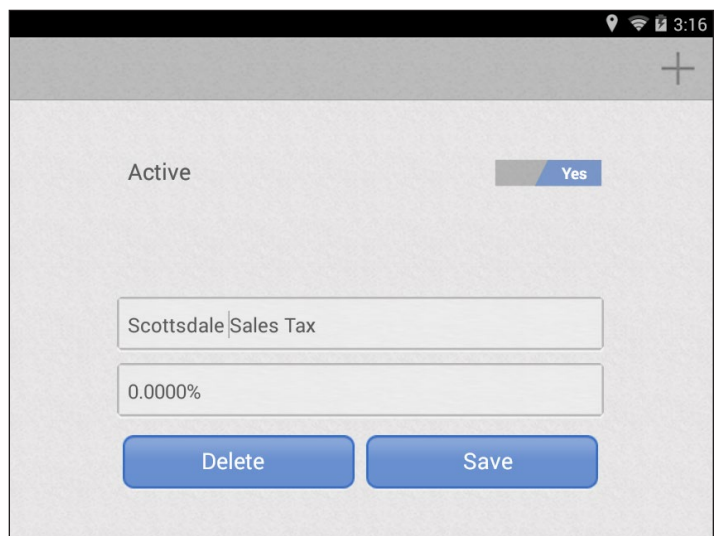 3:16
Active
Yes
Scottsdale Sales Tax
0.0000%
Delete
Save